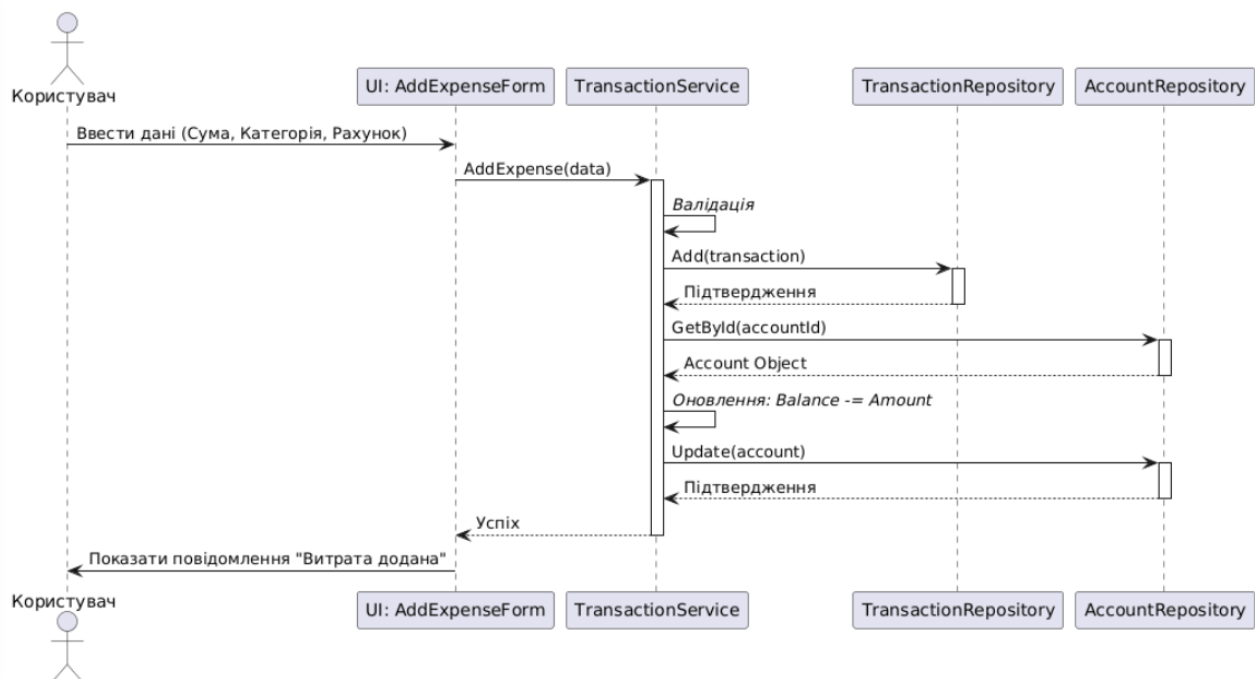 Користувач
UI: AddExpenseForm
TransactionService
TransactionRepository
AccountRepository
Ввести дані (Сума, Категорія, Рахунок)
AddExpense(data)
Валідація
Add(transaction)
Підтвердження
GetById(accountId)
Account Object
Оновлення: Balance -= Amount
Update(account)
Підтвердження
Успіх
Показати повідомлення "Витрата додана"
Користувач
UI: AddExpenseForm
TransactionService
TransactionRepository
AccountRepository